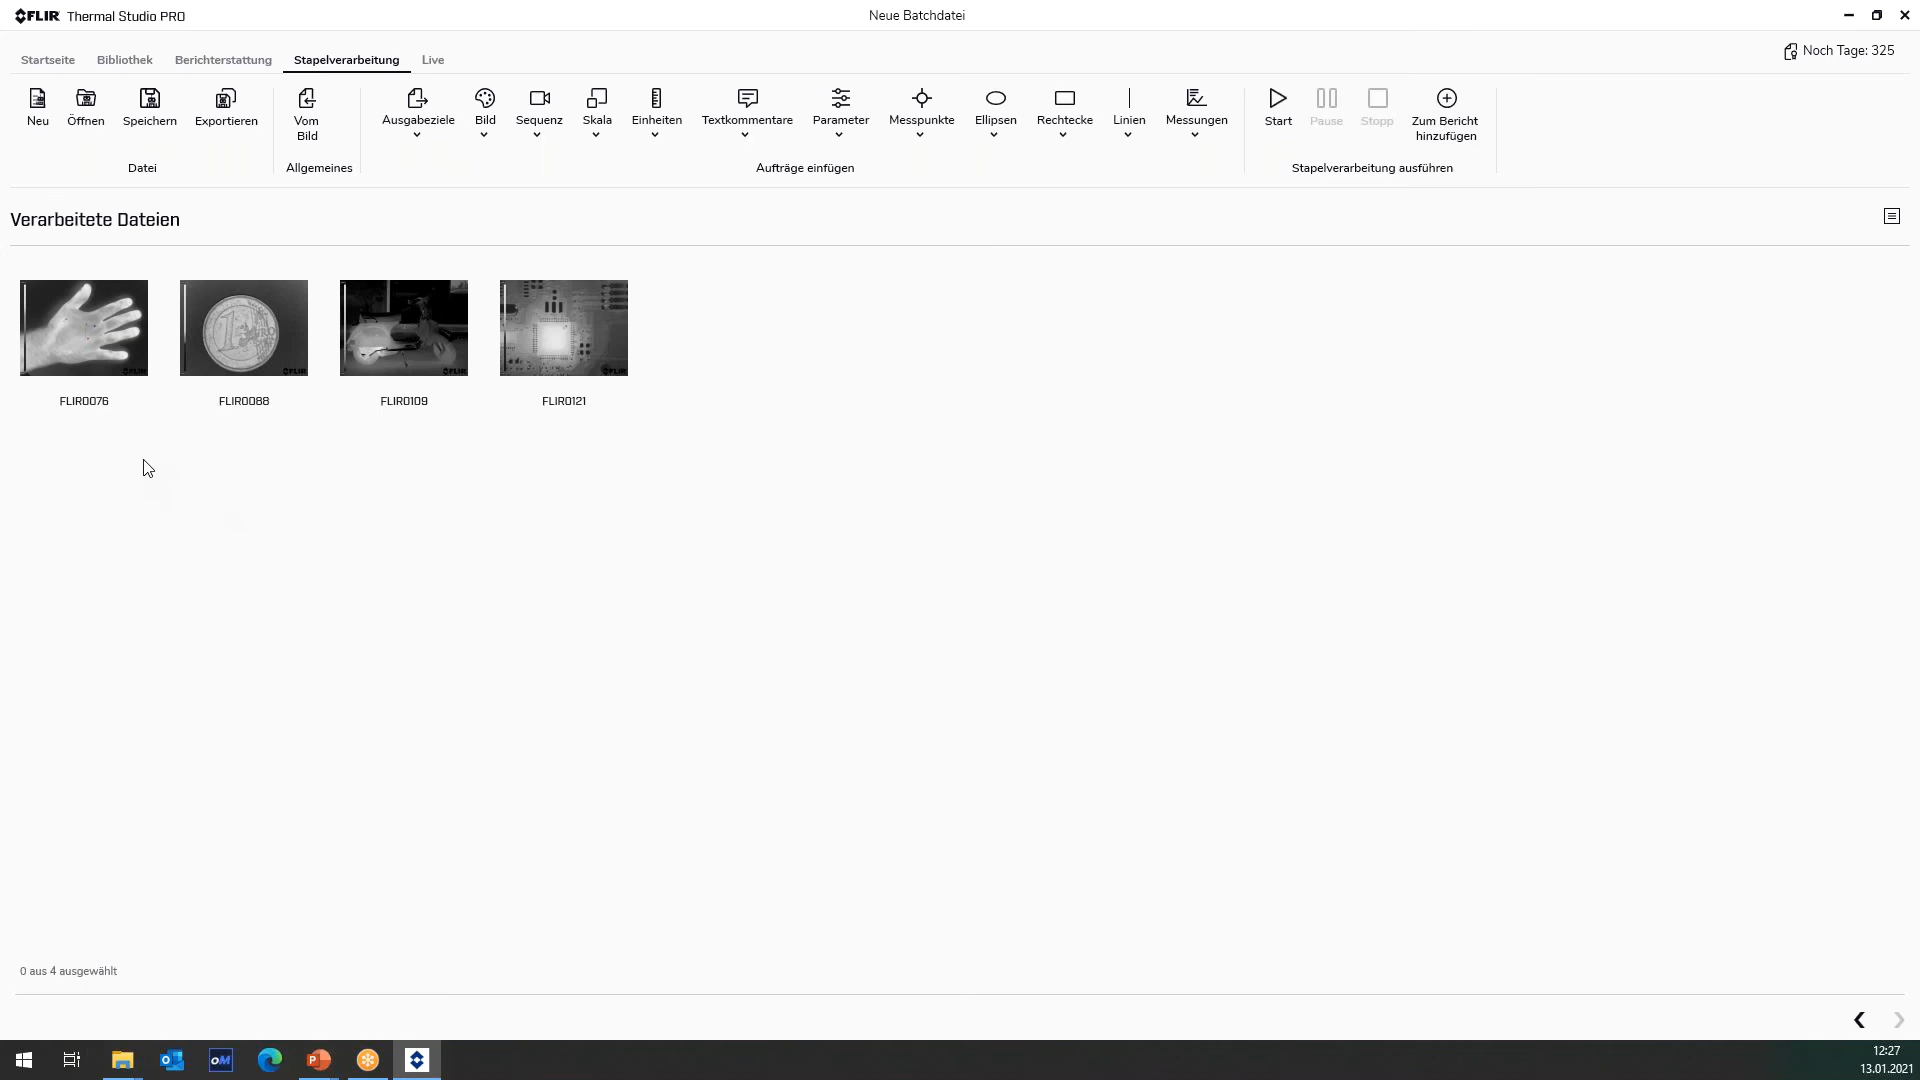 FLIR Thermal Studio PRO
Neue Batchdatei
Noch Tage: 325
Startseite Bibliothek Berichterstattung Stapelverarbeitung Live
Neu Öffnen Speichern Exportieren
Vom
Bild
Ausgabeziele Bild Sequenz Skala Einheiten Textkommentare Parameter Messpunkte Ellipsen Rechtecke Linien Messungen
Start Pause Stopp Zum Bericht
hinzufügen
Datei Allgemeines Aufträge einfügen Stapelverarbeitung ausführen
Verarbeitete Dateien
FLIR0076 FLIR0088 FLIR0109 FLIR0121
0 aus 4 ausgewählt
12:27
13.01.2021